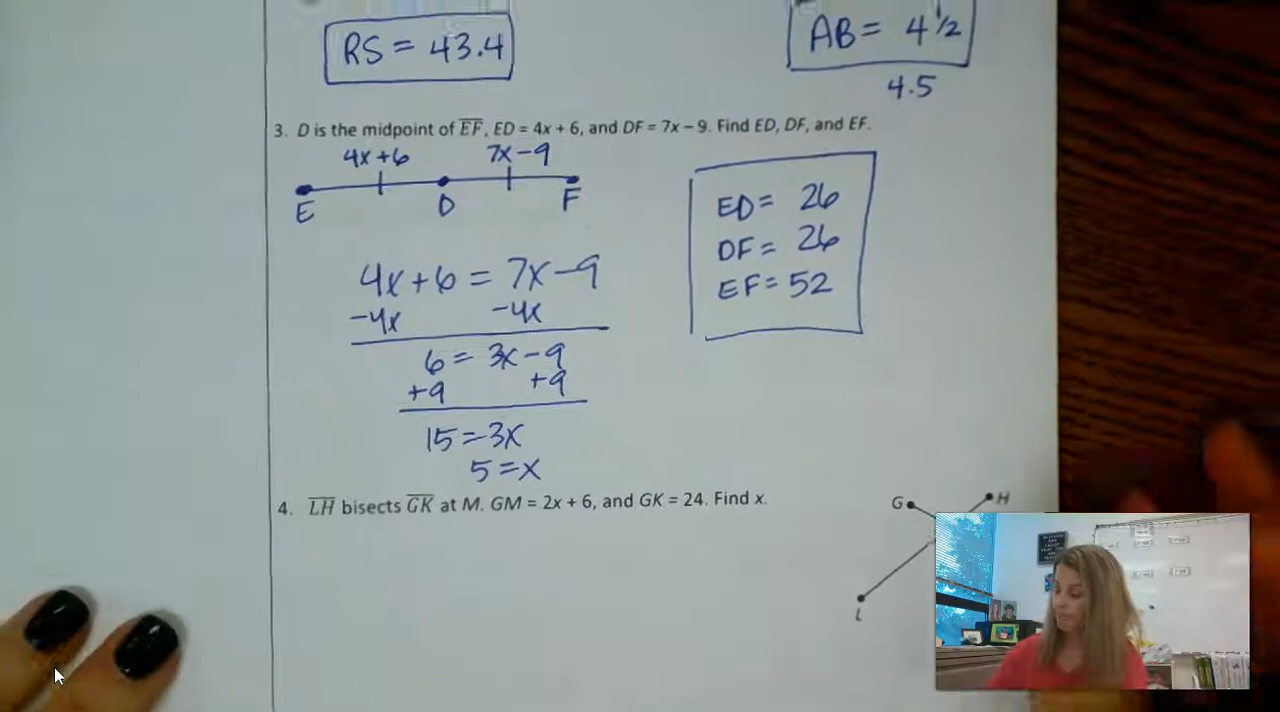 RS = 43.4
AB = 4 1/2
4.5
3. D is the midpoint of EF, ED = 4x + 6, and DF = 7x – 9. Find ED, DF, and EF.
4x+6 7x-9
E D F
ED = 26
DF = 26
EF = 52
4x+6 = 7x-9
-4x -4x
6 = 3x-9
+9 +9
15 = 3x
5 = x
4. LH bisects GK at M. GM = 2x + 6, and GK = 24. Find x.
G H
L